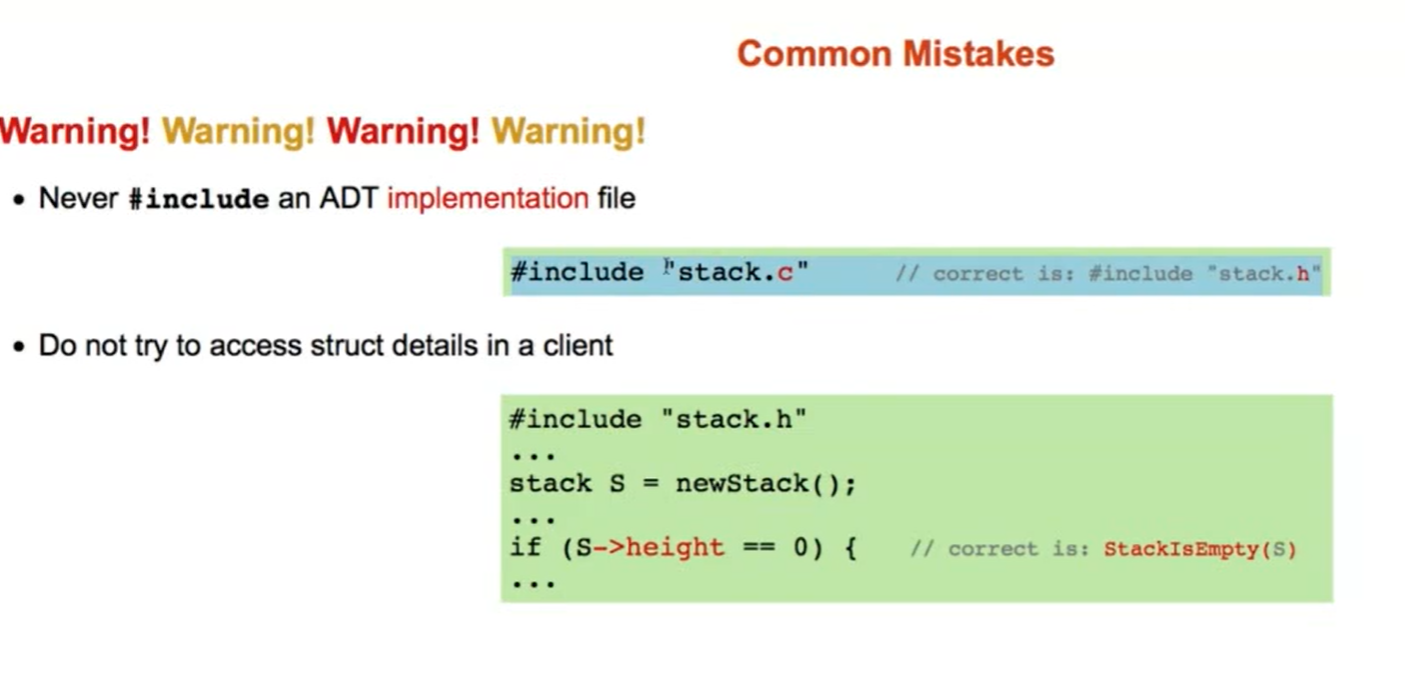 Common Mistakes
Warning! Warning! Warning! Warning!
• Never #include an ADT implementation file
#include "stack.c" // correct is: #include "stack.h"
• Do not try to access struct details in a client
#include "stack.h"
...
stack S = newStack();
...
if (S->height == 0) { // correct is: StackIsEmpty(S)
...